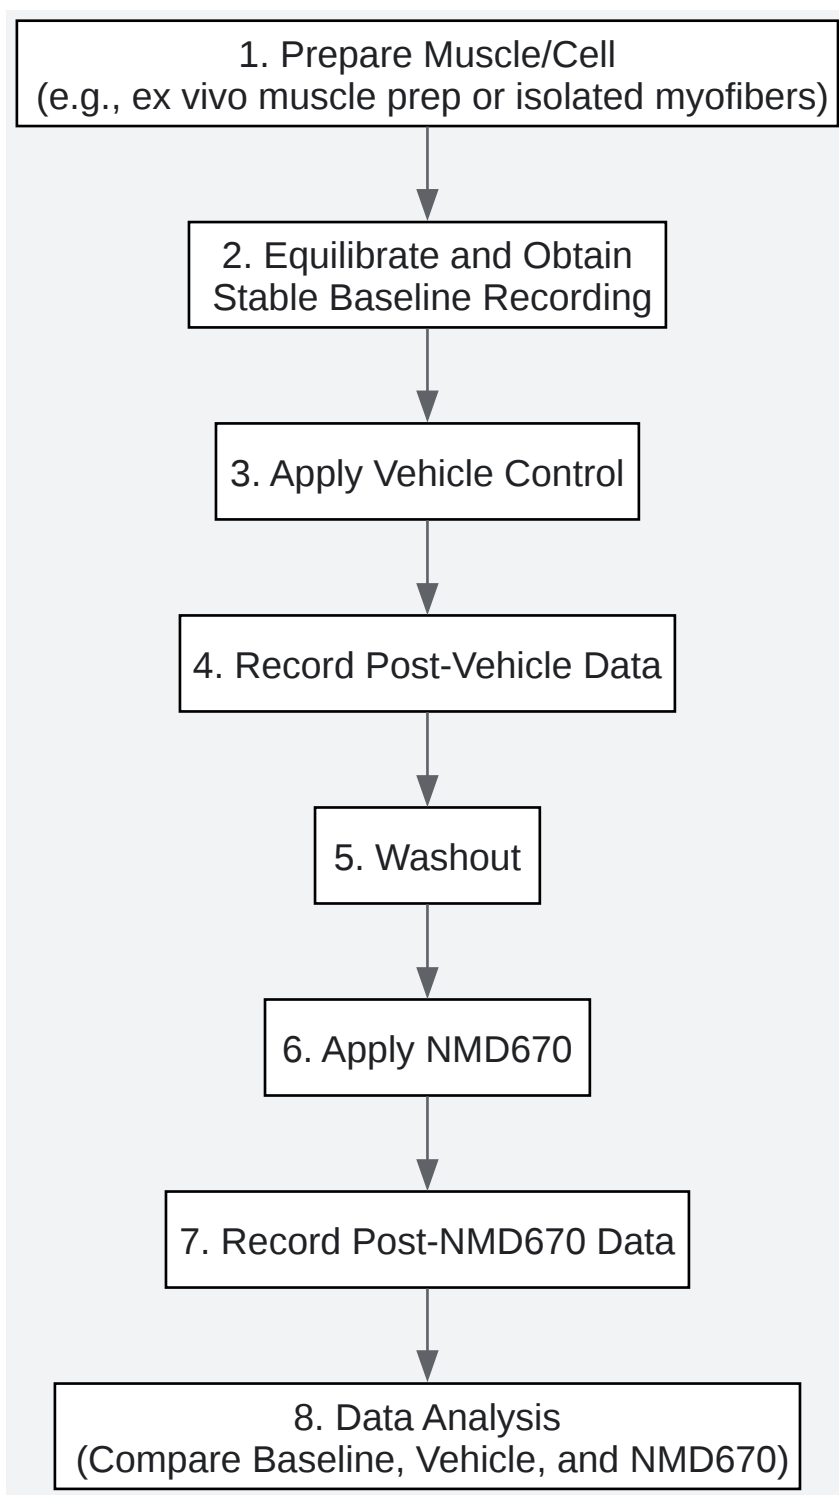 1. Prepare Muscle/Cell
(e.g., ex vivo muscle prep or isolated myofibers)
2. Equilibrate and Obtain
Stable Baseline Recording
3. Apply Vehicle Control
4. Record Post-Vehicle Data
5. Washout
6. Apply NMD670
7. Record Post-NMD670 Data
8. Data Analysis
(Compare Baseline, Vehicle, and NMD670)